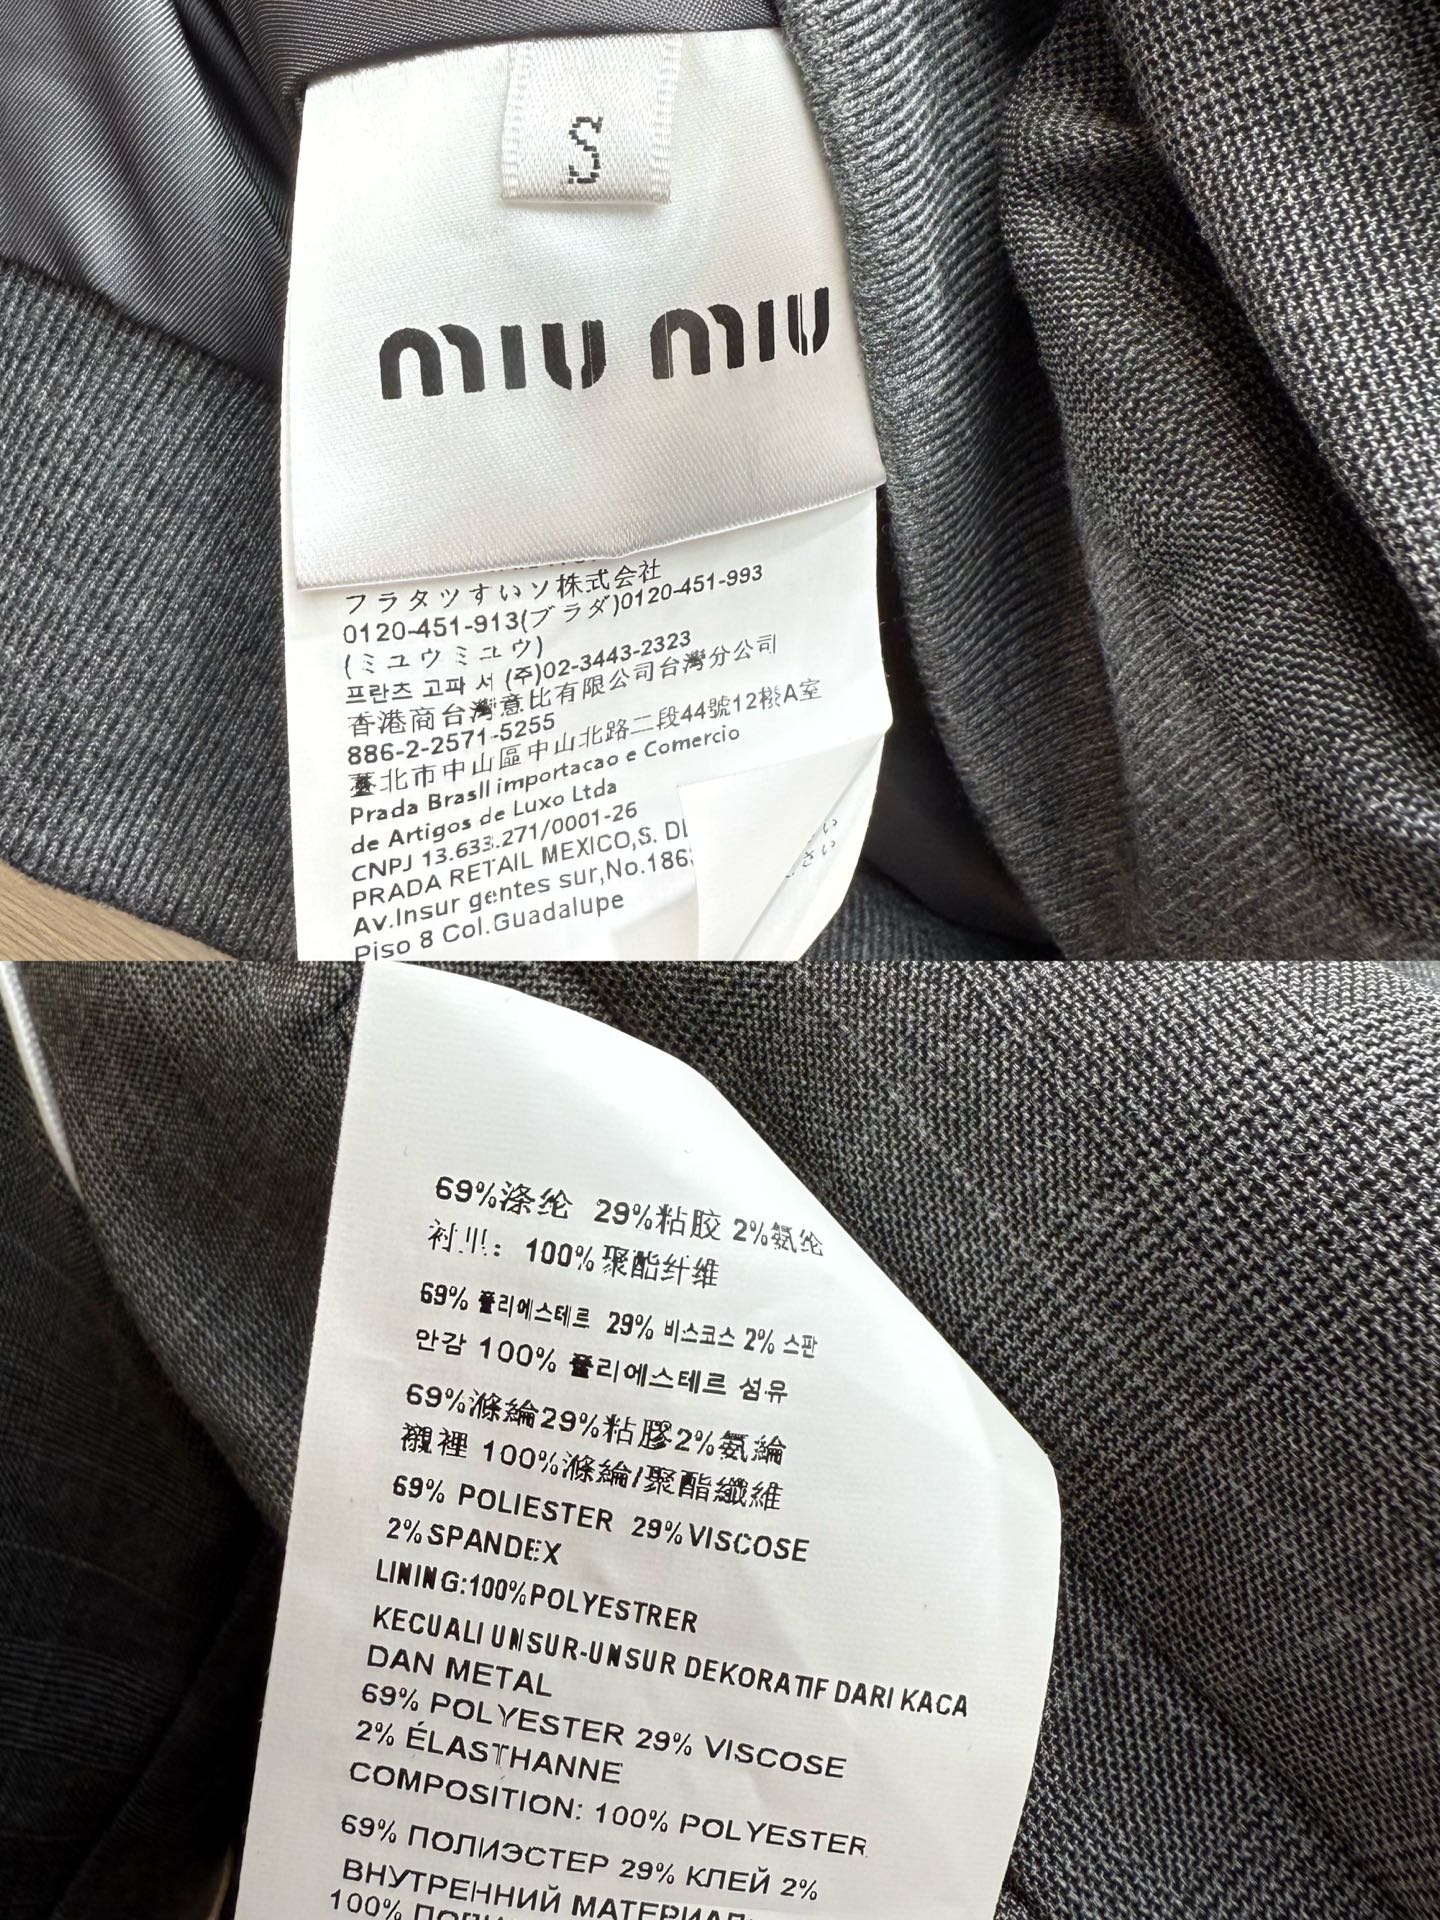 S
miu miu
フラタツすいソ株式会社
0120-451-913(ブラダ)0120-451-993
(ミユウミユウ)
프란츠 고파 서 (주)02-3443-2323
香港商台灣意比有限公司台灣分公司
886-2-2571-5255
臺北市中山區中山北路二段44號12樓A室
Prada Brasll importacao e Comercio
de Artigos de Luxo Ltda
CNPJ 13.633.271/0001-26
PRADA RETAIL MEXICO,S. DE
Av.Insur gentes sur,No.186
Piso 8 Col.Guadalupe
さい
69%涤纶 29%粘胶 2%氨纶
衬里: 100%聚酯纤维
69% 폴리에스테르 29% 비스코스 2% 스판
안감 100% 폴리에스테르 섬유
69%滌綸29%粘膠2%氨綸
襯裡 100%滌綸/聚酯纖維
69% POLIESTER 29%VISCOSE
2%SPANDEX
LINING:100%POLYESTRER
KECUALI UNSUR-UNSUR DEKORATIF DARI KACA
DAN METAL
69% POLYESTER 29% VISCOSE
2% ÉLASTHANNE
COMPOSITION: 100% POLYESTER
69% ПОЛИЭСТЕР 29% КЛЕЙ 2%
ВНУТРЕННИЙ МАТЕРИАЛ
100%